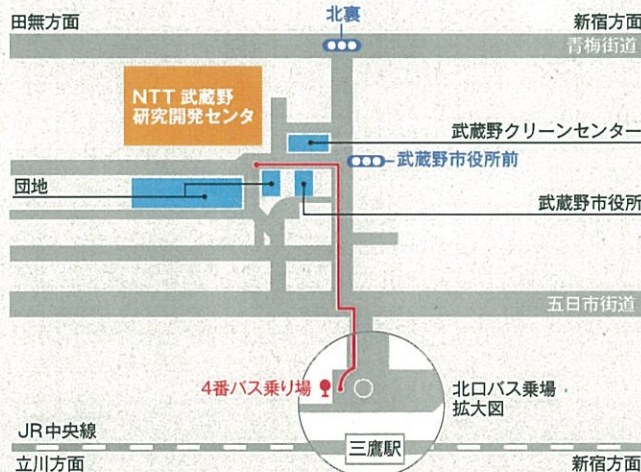 北裏
田無方面
新宿方面
青梅街道
NTT 武蔵野
研究開発センタ
武蔵野クリーンセンター
武蔵野市役所前
団地
武蔵野市役所
五日市街道
4番バス乗り場
北口バス乗場
拡大図
JR中央線
三鷹駅
立川方面
新宿方面